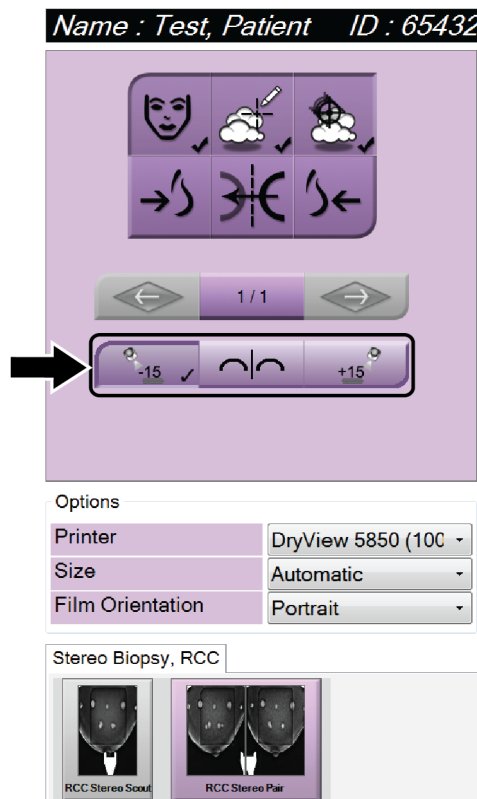 Name : Test, Patient ID : 65432
1 / 1
-15 +15
Options
Printer DryView 5850 (100
Size Automatic
Film Orientation Portrait
Stereo Biopsy, RCC
RCC Stereo Scout RCC Stereo Pair